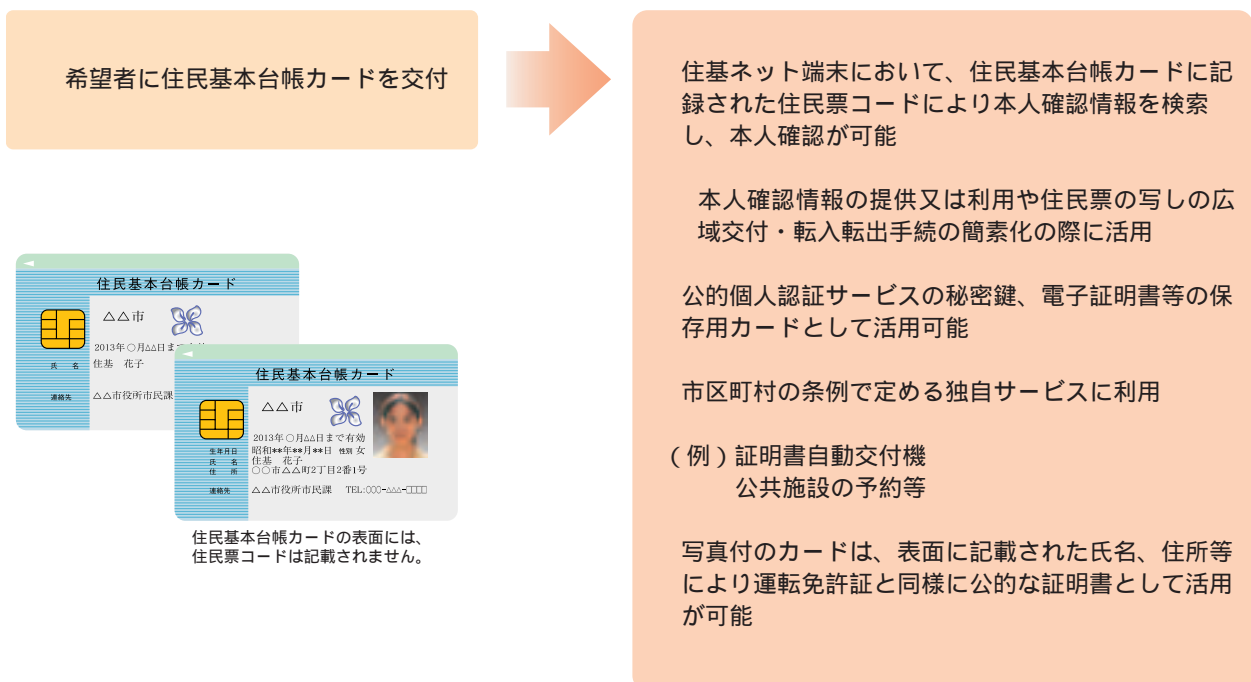 希望者に住民基本台帳カードを交付
住基ネット端末において、住民基本台帳カードに記
録された住民票コードにより本人確認情報を検索
し、本人確認が可能
本人確認情報の提供又は利用や住民票の写しの広
域交付・転入転出手続の簡素化の際に活用
公的個人認証サービスの秘密鍵、電子証明書等の保
存用カードとして活用可能
市区町村の条例で定める独自サービスに利用
(例)証明書自動交付機
公共施設の予約等
写真付のカードは、表面に記載された氏名、住所等
により運転免許証と同様に公的な証明書として活用
が可能
住民基本台帳カード
△△市
2013年○月△△日ま
氏 名 住基 花子
連絡先 △△市役所市民課
住民基本台帳カード
△△市
2013年○月△△日まで有効
生年月日 昭和**年**月**日 性別 女
氏 名 住基 花子
住 所 ○○市△△町2丁目2番1号
連絡先 △△市役所市民課 TEL:○○○-△△△-□□□□
住民基本台帳カードの表面には、
住民票コードは記載されません。